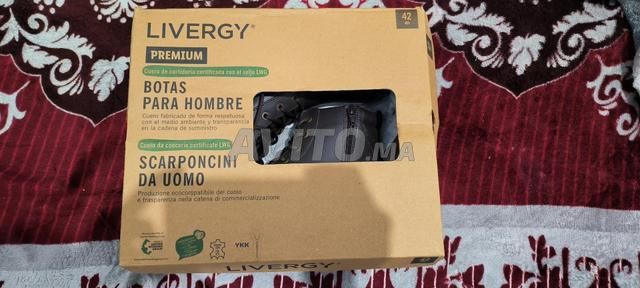 LIVERGY®
42
PREMIUM
Cuero de curtiduría certificada con el sello LWG
BOTAS
PARA HOMBRE
Cuero fabricado de forma respetuosa
con el medio ambiente y transparencia
en la cadena de suministro
AVITO.MA
Cuoio da conceria certificate LWG
SCARPONCINI
DA UOMO
Produzione ecocompatibile del cuoio
e trasparenza nella catena di commercializzazione
YKK
LIVERGY®